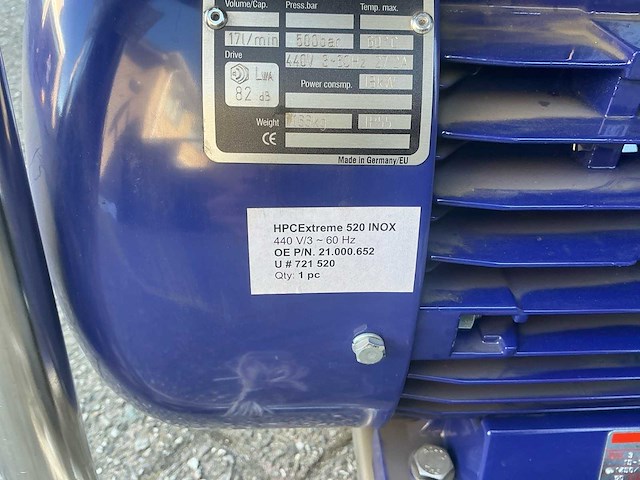 Volume/Cap. Press.bar Temp. max.
17l/min 500bar
Drive 440V
LWA
82 dB
Power consmp.
Weight
CE
Made in Germany/EU
HPCExtreme 520 INOX
440 V/3 ~ 60 Hz
OE P/N. 21.000.652
U # 721 520
Qty: 1 pc